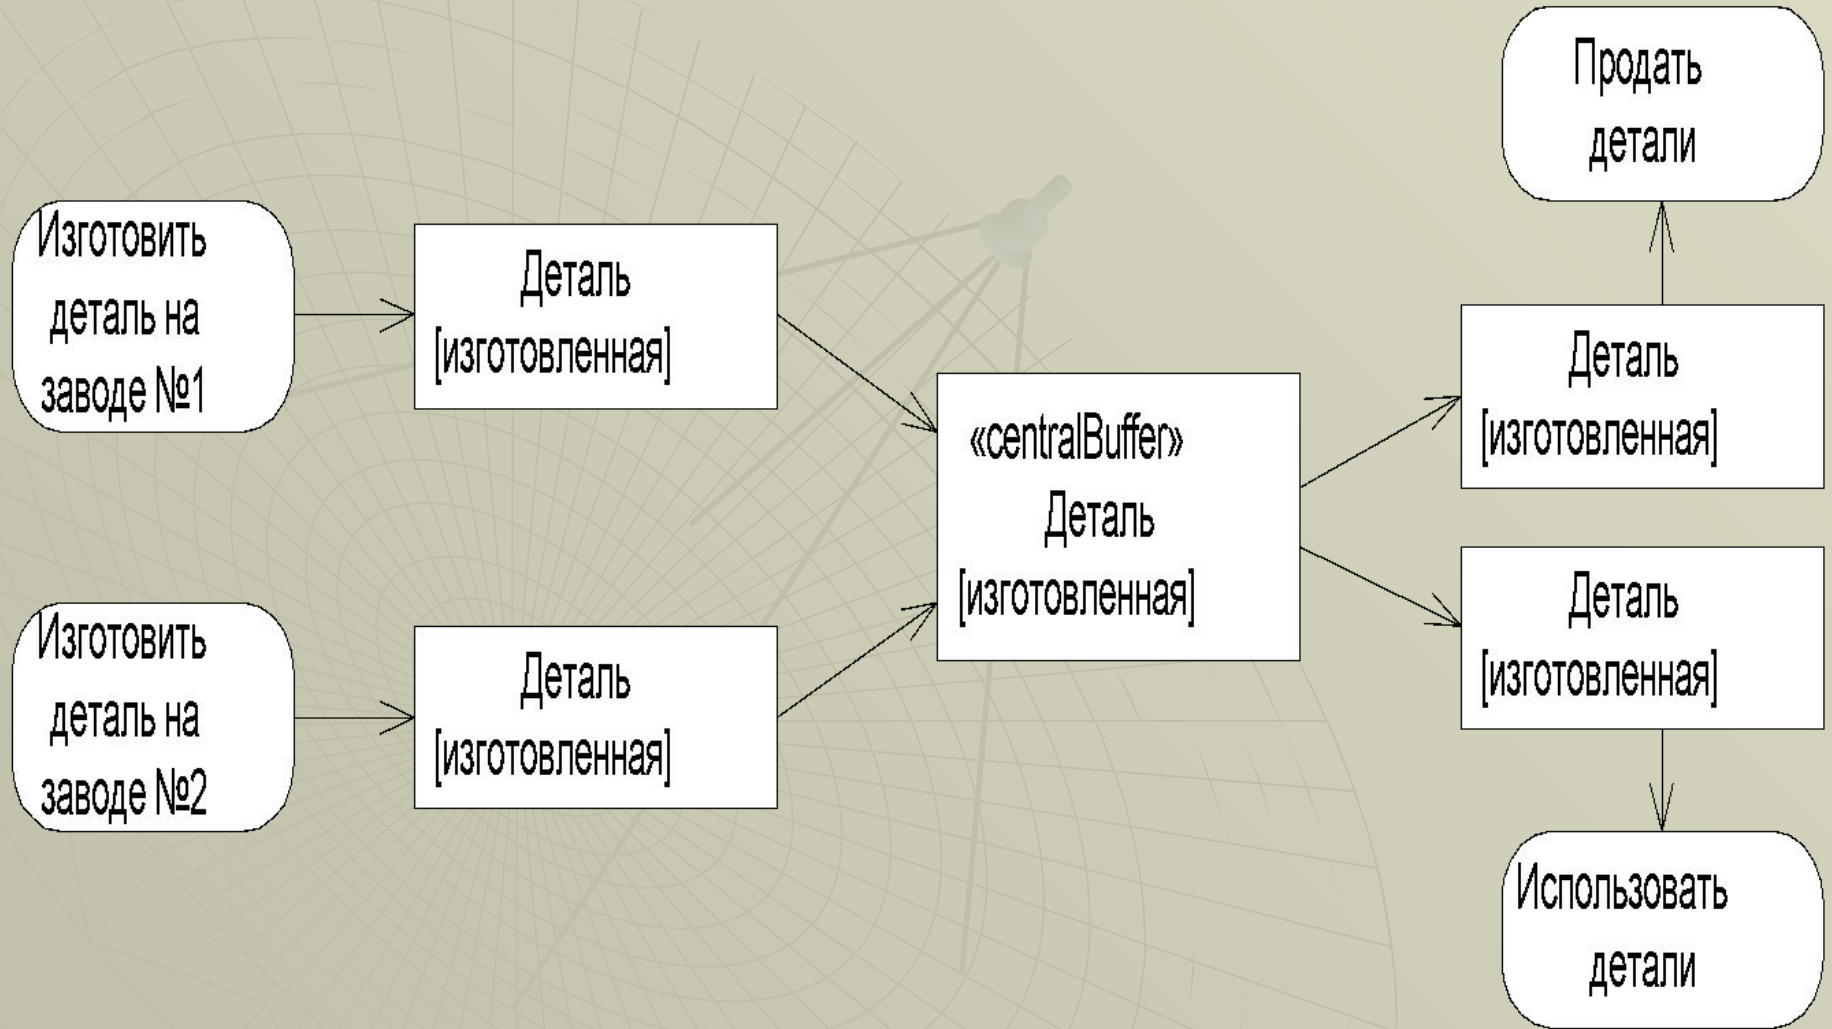 Изготовить
деталь на
заводе №1
Деталь
[изготовленная]
Изготовить
деталь на
заводе №2
Деталь
[изготовленная]
«centralBuffer»
Деталь
[изготовленная]
Продать
детали
Деталь
[изготовленная]
Деталь
[изготовленная]
Использовать
детали